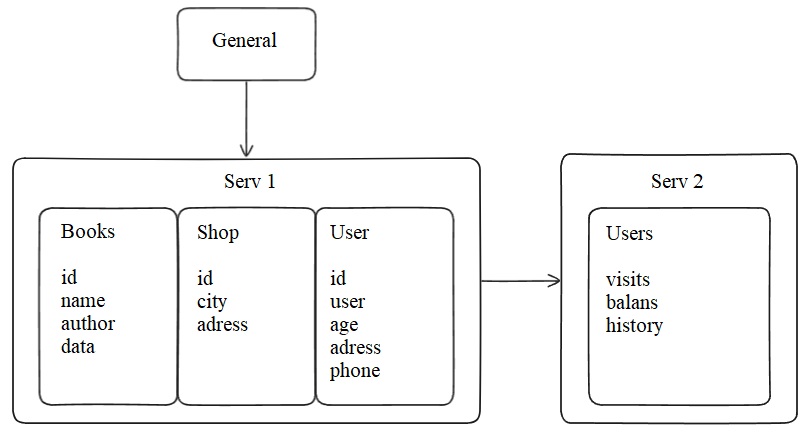 General
Serv 1
Books
id
name
author
data
Shop
id
city
adress
User
id
user
age
adress
phone
Serv 2
Users
visits
balans
history